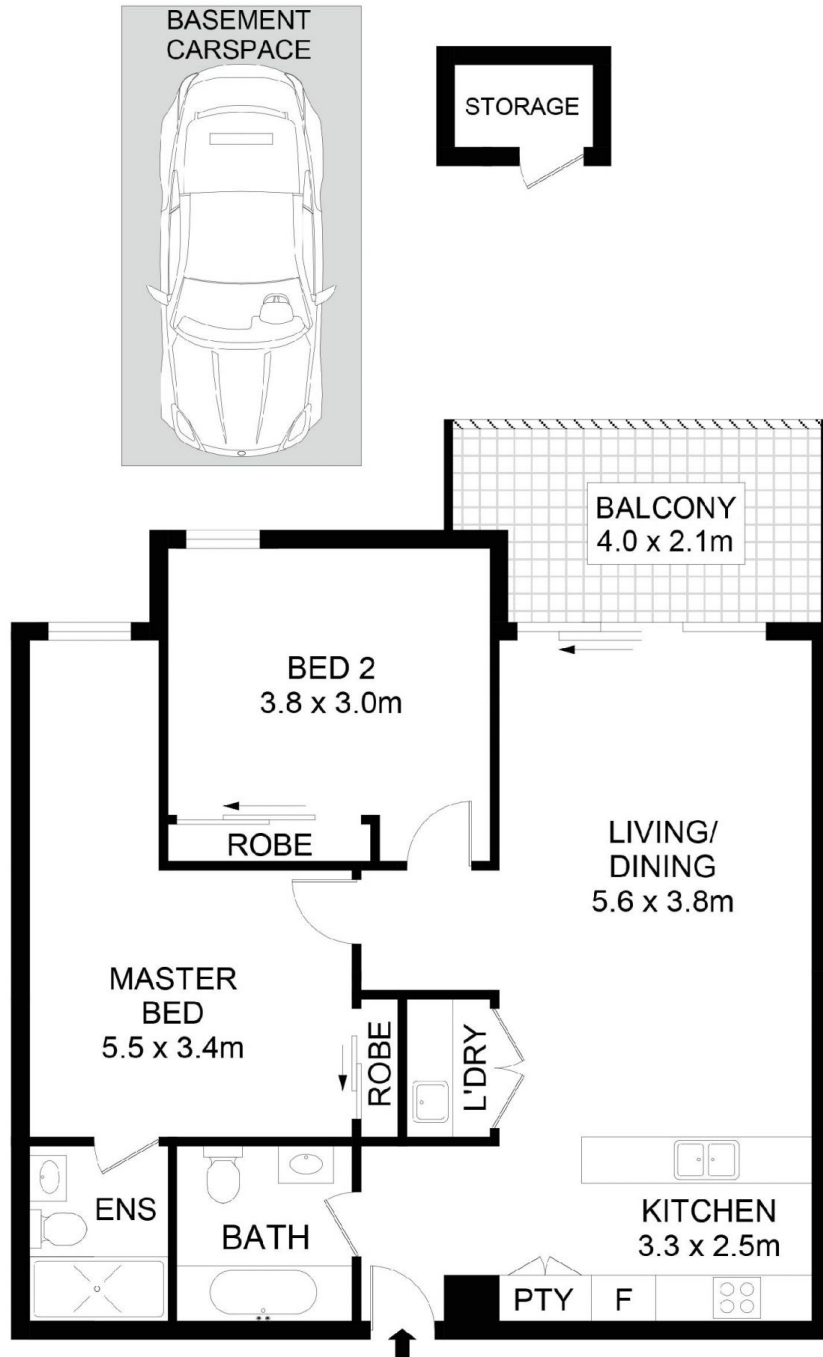 BASEMENT
CARSPACE
STORAGE
BALCONY
4.0 x 2.1m
BED 2
3.8 x 3.0m
ROBE
LIVING/
DINING
5.6 x 3.8m
MASTER
BED
5.5 x 3.4m
ROBE
L'DRY
ENS
BATH
KITCHEN
3.3 x 2.5m
PTY
F